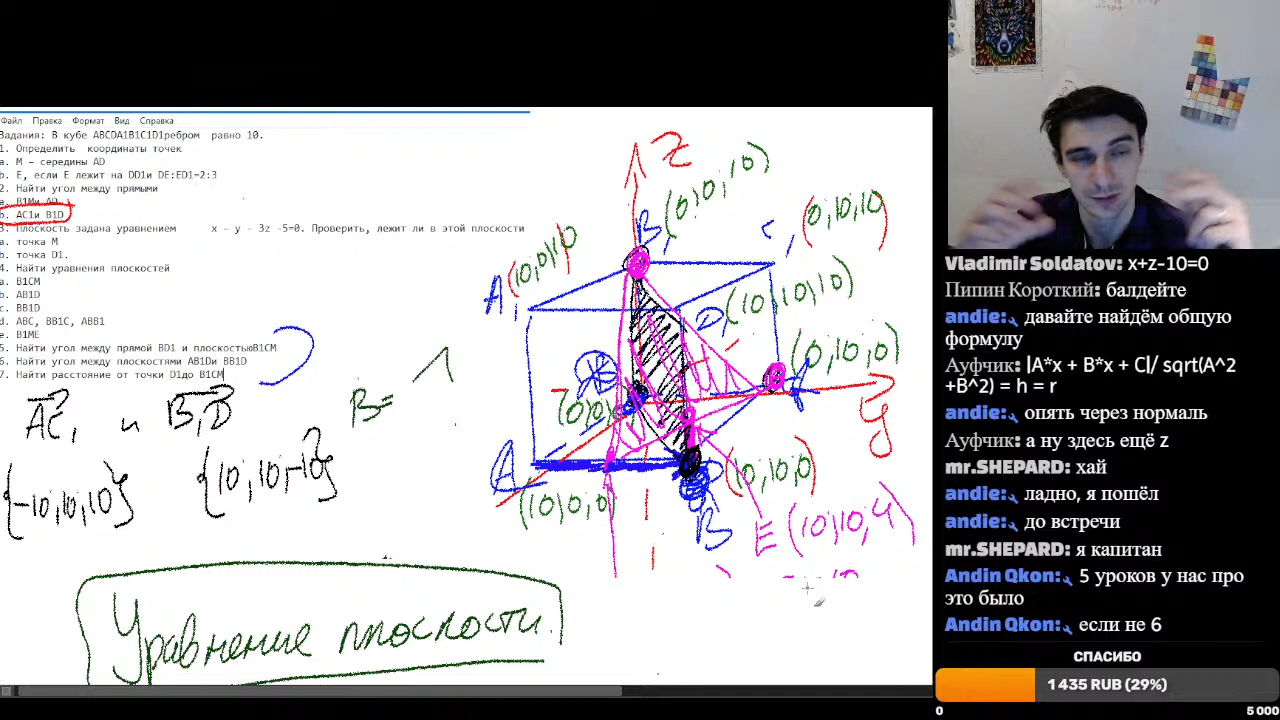 Файл Правка Формат Вид Справка
Задания: В кубе ABCDA1B1C1D1ребром равно 10.
1. Определить координаты точек
a. M – середины AD
b. E, если E лежит на DD1и DE:ED1=2:3
2. Найти угол между прямыми
a. B1Mи AD
b. AC1и B1D
3. Плоскость задана уравнением x – y – 3z -5=0. Проверить, лежит ли в этой плоскости
a. точка M
b. точка D1.
4. Найти уравнения плоскостей
a. B1CM
b. AB1D
c. BB1D
d. ABC, BB1C, ABB1
e. B1ME
5. Найти угол между прямой BD1 и плоскостьюB1CM
6. Найти угол между плоскостями AB1Dи BB1D
7. Найти расстояние от точки D1до B1CM
AC1 и B1D
{-10;10;10} {10;10;-10}
B=
z
B1 (0;0;10)
C1 (0;10;10)
A1 (10;0;10)
D1 (10;10;10)
(0;10;0)
y
A
(10;0;0)
(10;10;0)
B
E (10;10;4)
Уравнение плоскости.
Vladimir Soldatov: x+z-10=0
Пипин Короткий: балдейте
andie: давайте найдём общую
формулу
Ауфчик: |A*x + B*x + C|/ sqrt(A^2
+B^2) = h = r
andie: опять через нормаль
Ауфчик: а ну здесь ещё z
mr.SHEPARD: хай
andie: ладно, я пошёл
andie: до встречи
mr.SHEPARD: я капитан
Andin Qkon: 5 уроков у нас про
это было
Andin Qkon: если не 6
СПАСИБО
1 435 RUB (29%)
0 5 000